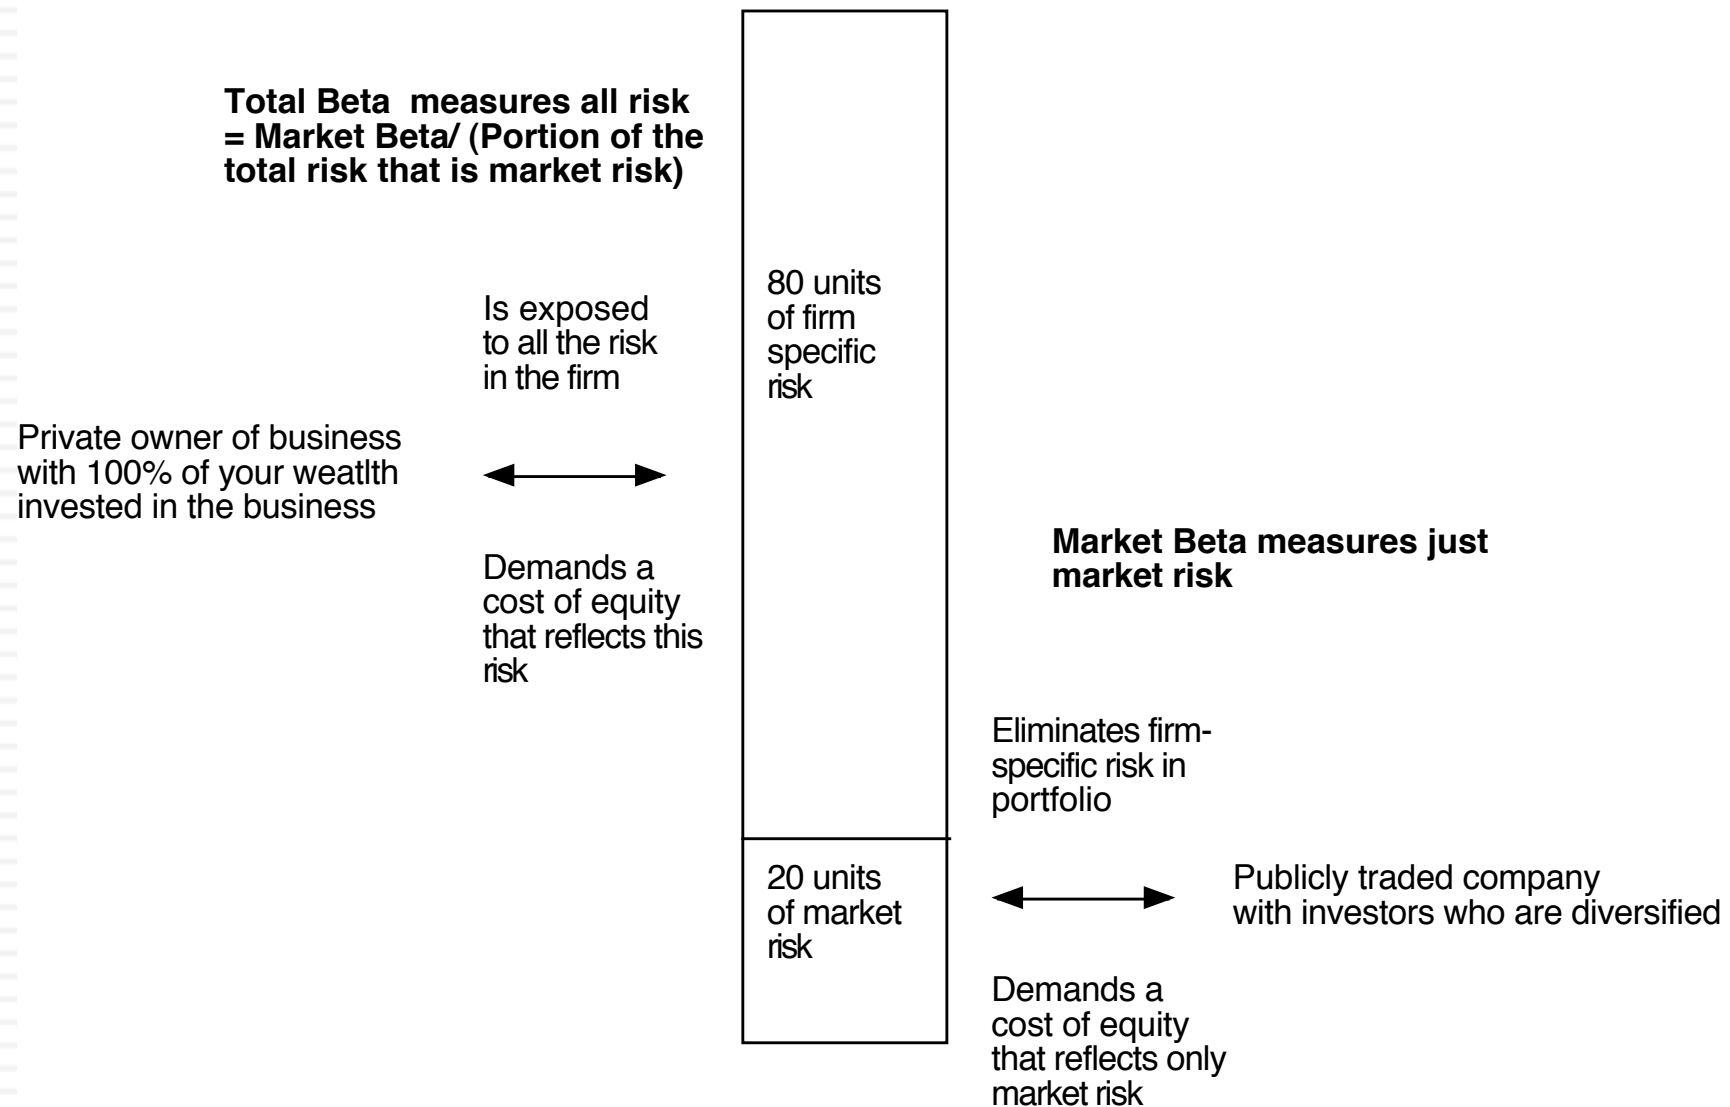 Total Beta  measures all risk
= Market Beta/ (Portion of the
total risk that is market risk)
80 units
of firm
specific
risk
Is exposed
to all the risk
in the firm
Private owner of business
with 100% of your weatlth
invested in the business
Demands a
cost of equity
that reflects this
risk
Market Beta measures just
market risk
Eliminates firm-
specific risk in
portfolio
20 units
of market
risk
Publicly traded company
with investors who are diversified
Demands a
cost of equity
that reflects only
market risk